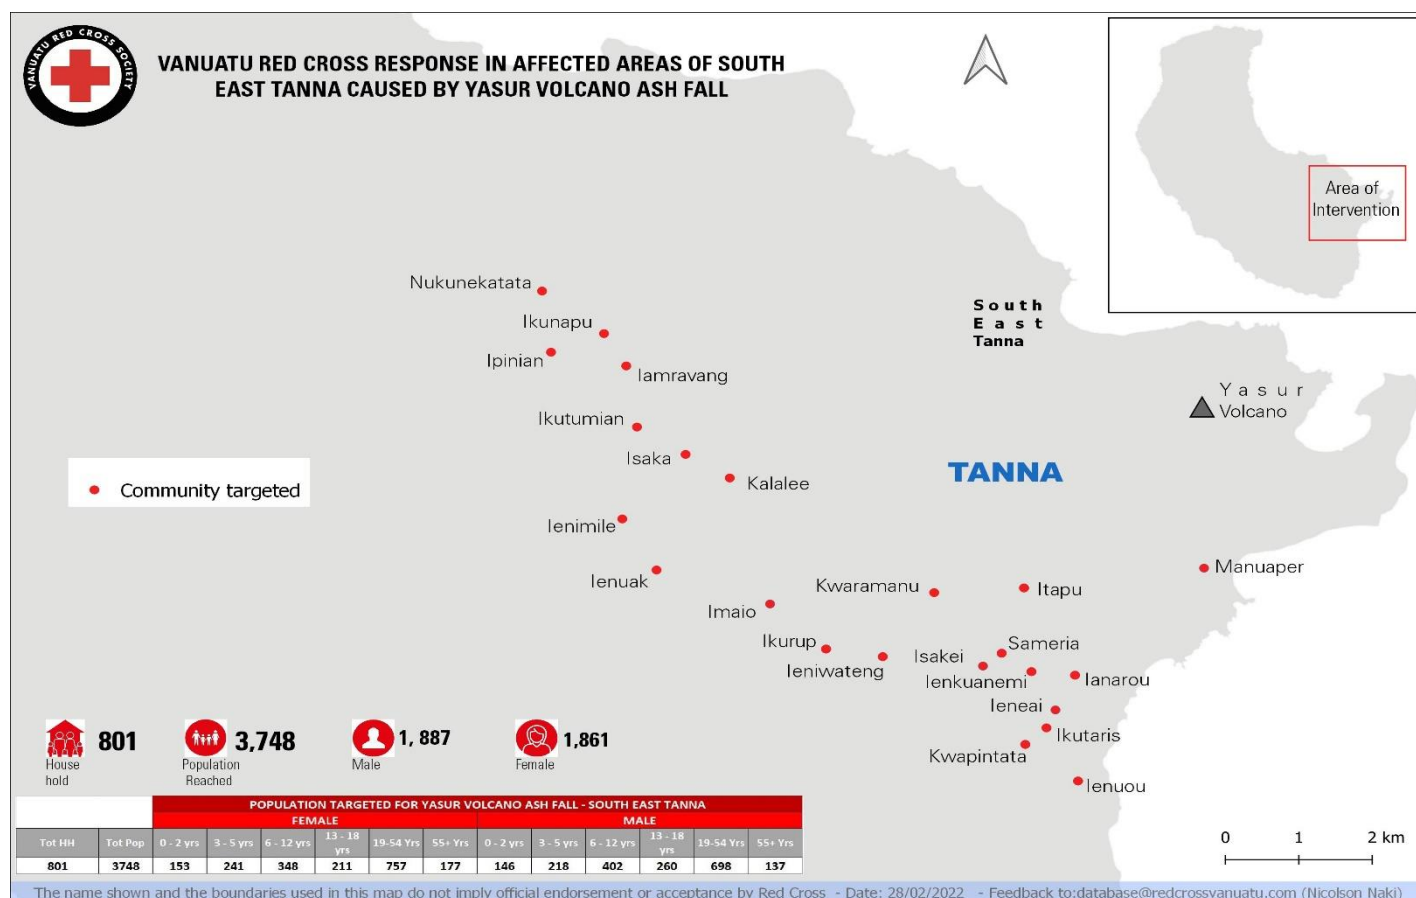 VANUATU RED CROSS SOCIETY
VANUATU RED CROSS RESPONSE IN AFFECTED AREAS OF SOUTH
EAST TANNA CAUSED BY YASUR VOLCANO ASH FALL
Area of
Intervention
Nukunekatata
South
East
Tanna
Ikunapu
Ipinian
Iamravang
Yasur
Volcano
Ikutumian
Isaka
TANNA
Kalalee
Community targeted
Ienimile
Ienuak
Manuaper
Kwaramanu
Itapu
Imaio
Ikurup
Sameria
Isakei
Ieniwateng
Ienkuanemi
Ianarou
Ieneai
Ikutaris
Kwapintata
Ienuou
801
House
hold
3,748
Population
Reached
1, 887
Male
1,861
Female
POPULATION TARGETED FOR YASUR VOLCANO ASH FALL - SOUTH EAST TANNA
FEMALE MALE
Tot HH Tot Pop 0 - 2 yrs 3 - 5 yrs 6 - 12 yrs 13 - 18 yrs 19-54 Yrs 55+ Yrs 0 - 2 yrs 3 - 5 yrs 6 - 12 yrs 13 - 18 yrs 19-54 Yrs 55+ Yrs
801 3748 153 241 348 211 757 177 146 218 402 260 698 137
0 1 2 km
The name shown and the boundaries used in this map do not imply official endorsement or acceptance by Red Cross - Date: 28/02/2022 - Feedback to:database@redcrossvanuatu.com (Nicolson Naki)